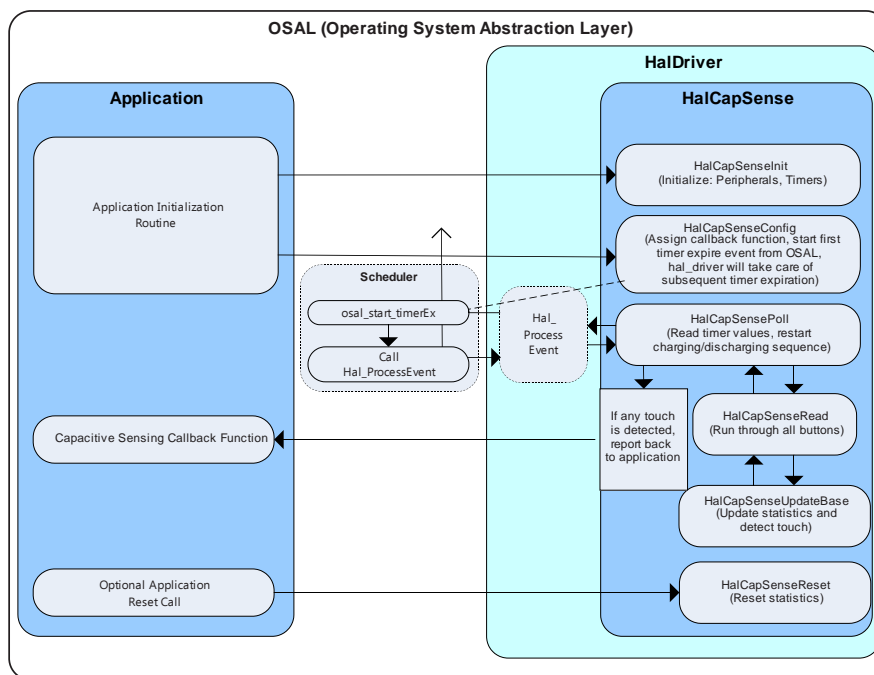 OSAL (Operating System Abstraction Layer)
HalDriver
Application
HalCapSense
Application Initialization
Routine
HalCapSenseInit
(Initialize: Peripherals, Timers)
HalCapSenseConfig
(Assign callback function, start first
timer expire event from OSAL,
hal_driver will take care of
subsequent timer expiration)
Scheduler
osal_start_timerEx
Call
Hal_ProcessEvent
Hal_
Process
Event
HalCapSensePoll
(Read timer values, restart
charging/discharging sequence)
If any touch
is detected,
report back
to application
HalCapSenseRead
(Run through all buttons)
Capacitive Sensing Callback Function
HalCapSenseUpdateBase
(Update statistics and
detect touch)
Optional Application
Reset Call
HalCapSenseReset
(Reset statistics)